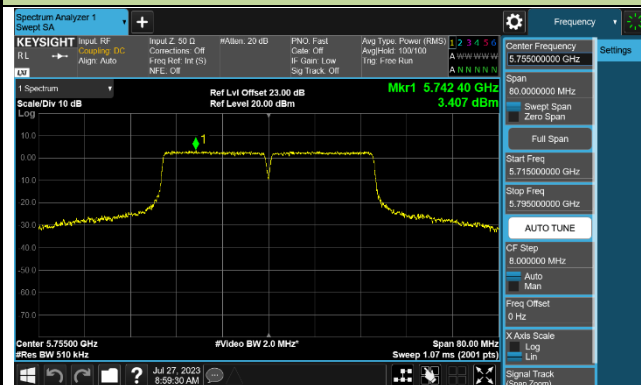 Spectrum Analyzer 1
Swept SA
+
Frequency
KEYSIGHT
RL
LXI
Input: RF
Coupling: DC
Align: Auto
Input Z: 50 Ω
Corrections: Off
Freq Ref: Int (S)
NFE: Off
#Atten: 20 dB
PNO: Fast
Gate: Off
IF Gain: Low
Sig Track: Off
Avg Type: Power (RMS)
Avg|Hold: 100/100
Trig: Free Run
1 2 3 4 5 6
A W W W W W
A N N N N N
1 Spectrum
Scale/Div 10 dB
Log
Ref Lvl Offset 23.00 dB
Ref Level 20.00 dBm
Mkr1 5.742 40 GHz
3.407 dBm
10.0
0.00
-10.0
-20.0
-30.0
-40.0
-50.0
-60.0
-70.0
1
Center 5.75500 GHz
#Res BW 510 kHz
#Video BW 2.0 MHz*
Span 80.00 MHz
Sweep 1.07 ms (2001 pts)
Jul 27, 2023
8:59:30 AM
?
Center Frequency
5.755000000 GHz
Span
80.0000000 MHz
Swept Span
Zero Span
Full Span
Start Freq
5.715000000 GHz
Stop Freq
5.795000000 GHz
AUTO TUNE
CF Step
8.000000 MHz
Auto
Man
Freq Offset
0 Hz
X Axis Scale
Log
Lin
Signal Track
(Span Zoom)
Settings